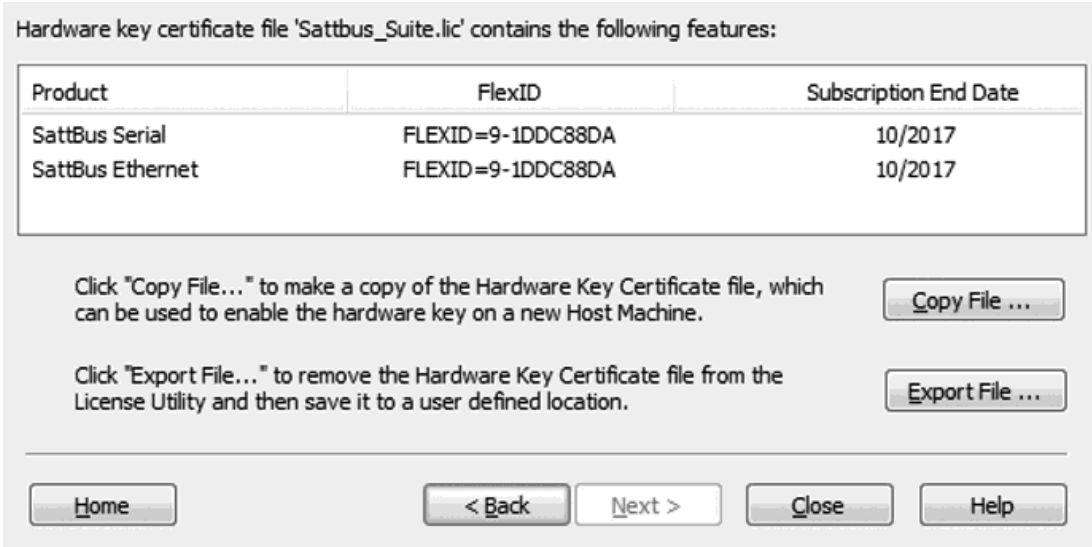 Hardware key certificate file 'Sattbus_Suite.lic' contains the following features:
Product FlexID Subscription End Date
SattBus Serial FLEXID=9-1DDC88DA 10/2017
SattBus Ethernet FLEXID=9-1DDC88DA 10/2017
Click "Copy File..." to make a copy of the Hardware Key Certificate file, which
can be used to enable the hardware key on a new Host Machine.
Copy File ...
Click "Export File..." to remove the Hardware Key Certificate file from the
License Utility and then save it to a user defined location.
Export File ...
Home < Back Next > Close Help